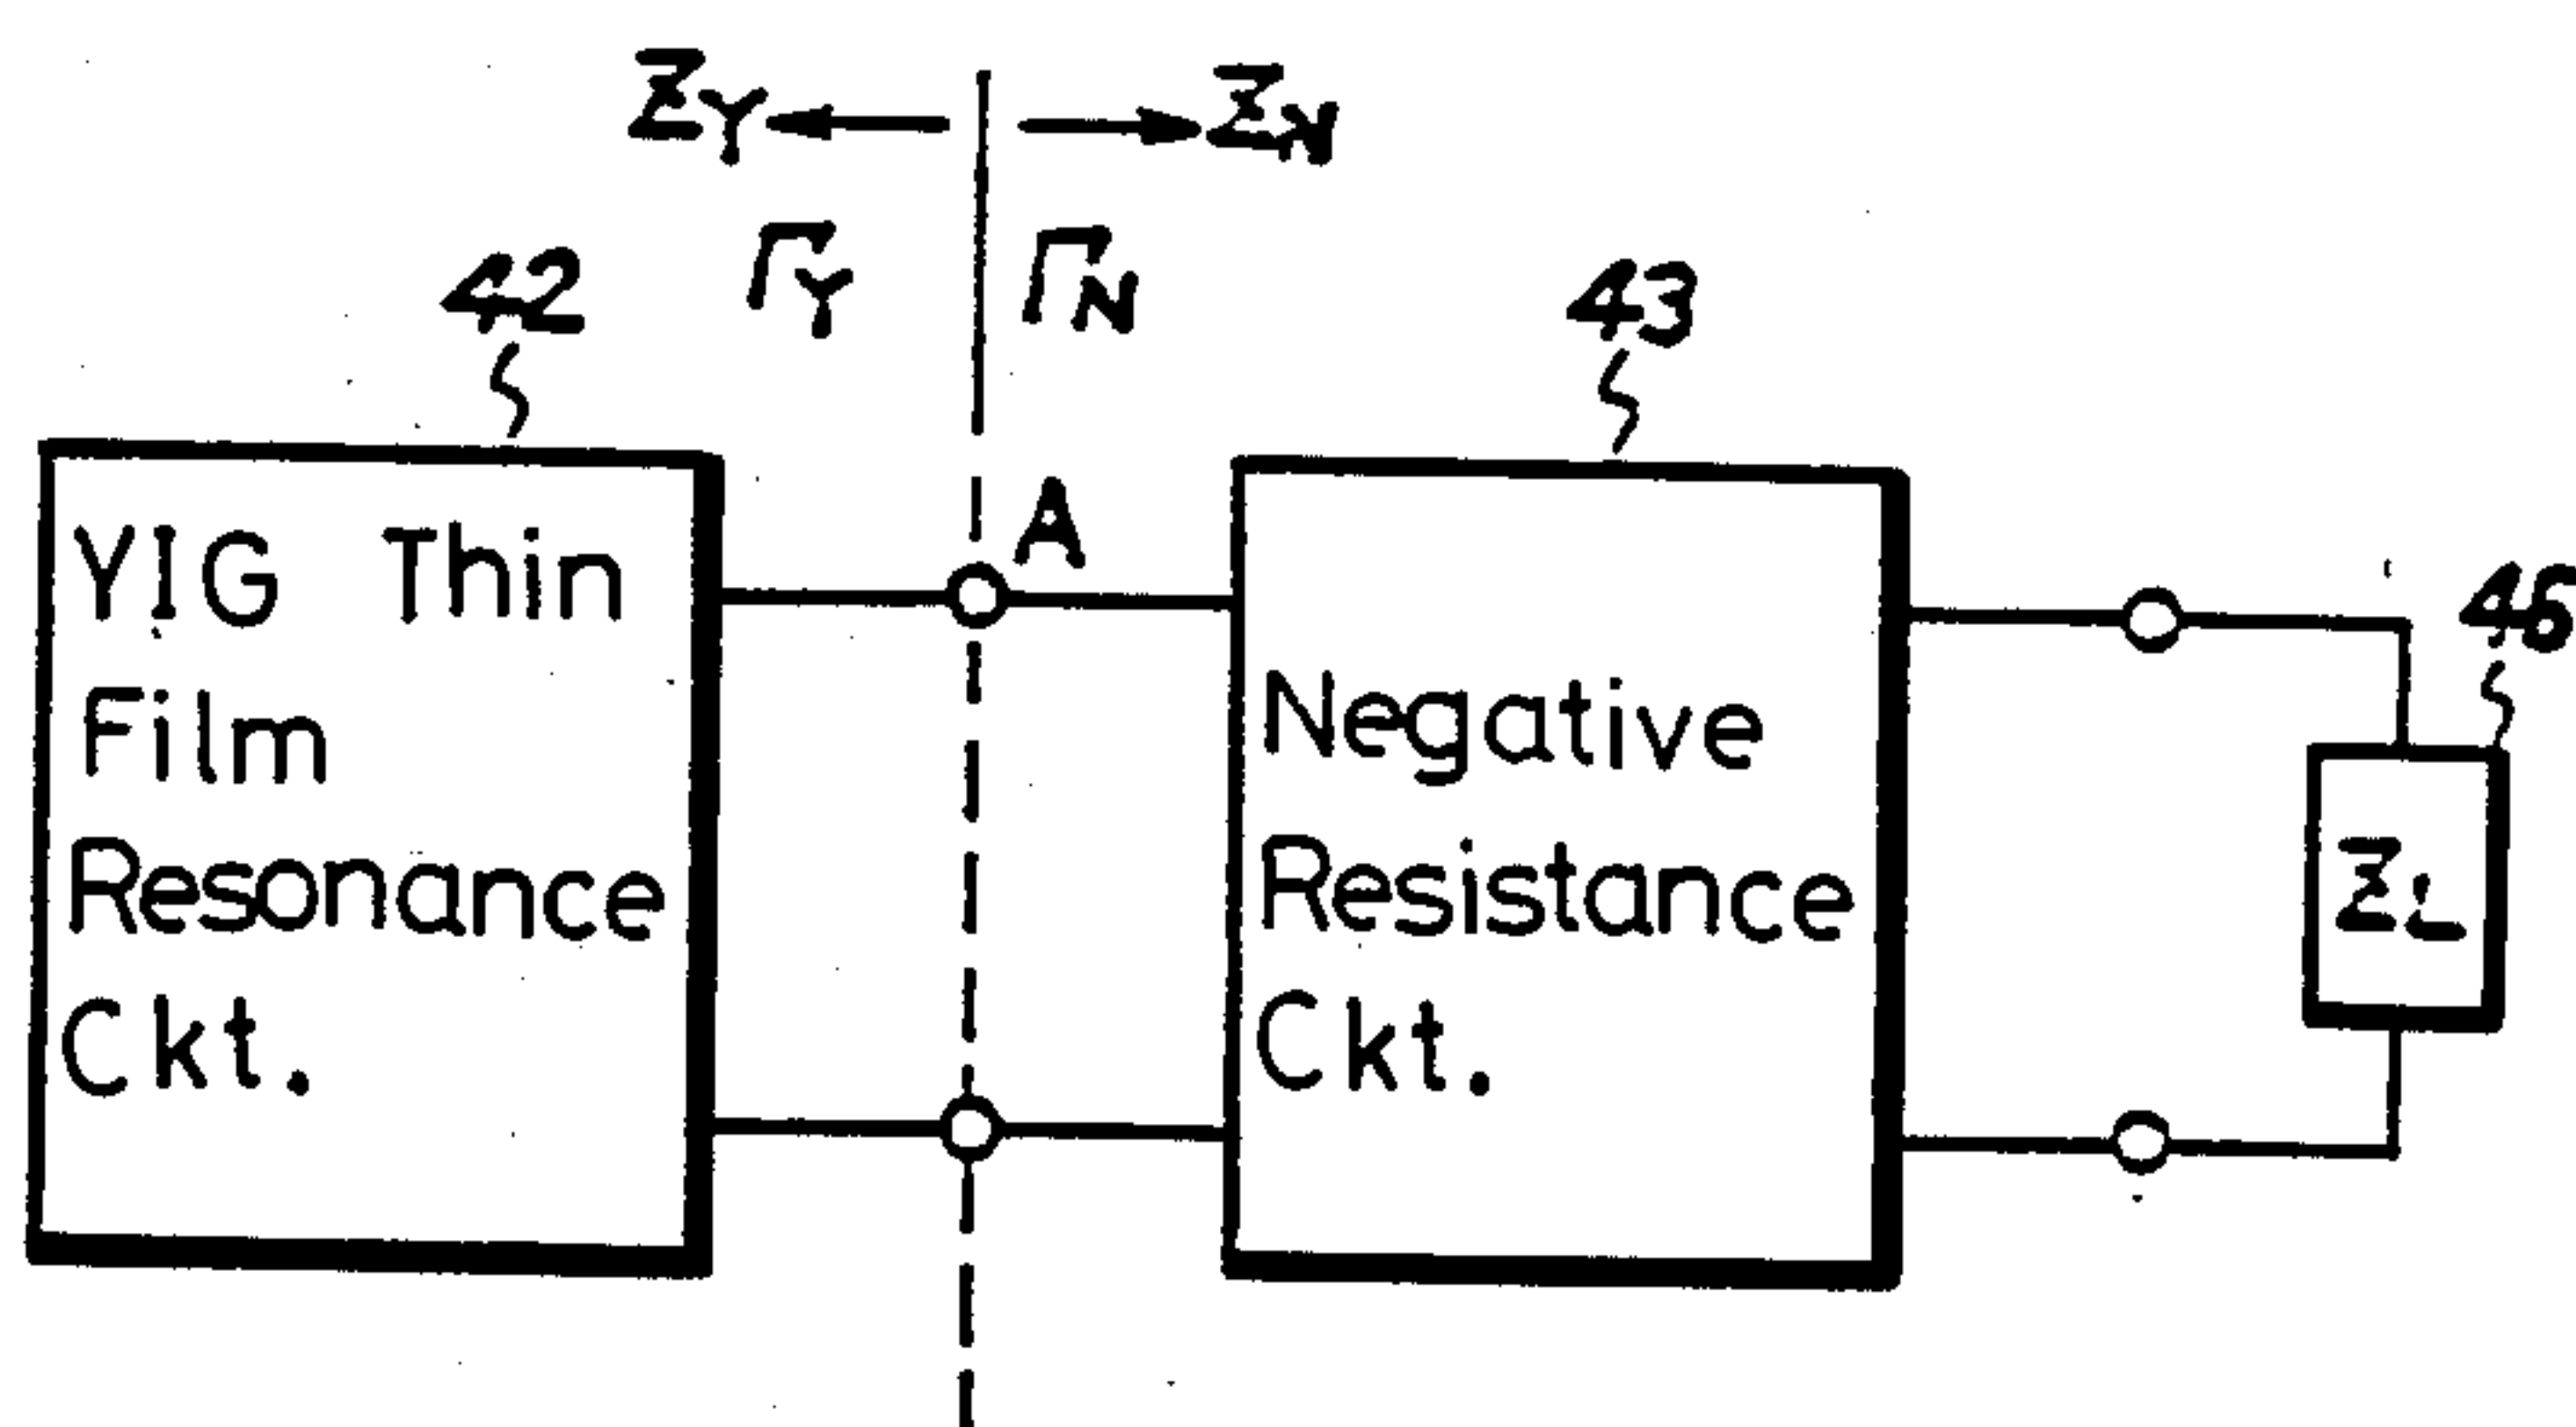 ZY ZN
ΓY ΓN
42
43
A
46
YIG Thin
Film
Resonance
Ckt.
Negative
Resistance
Ckt.
ZL